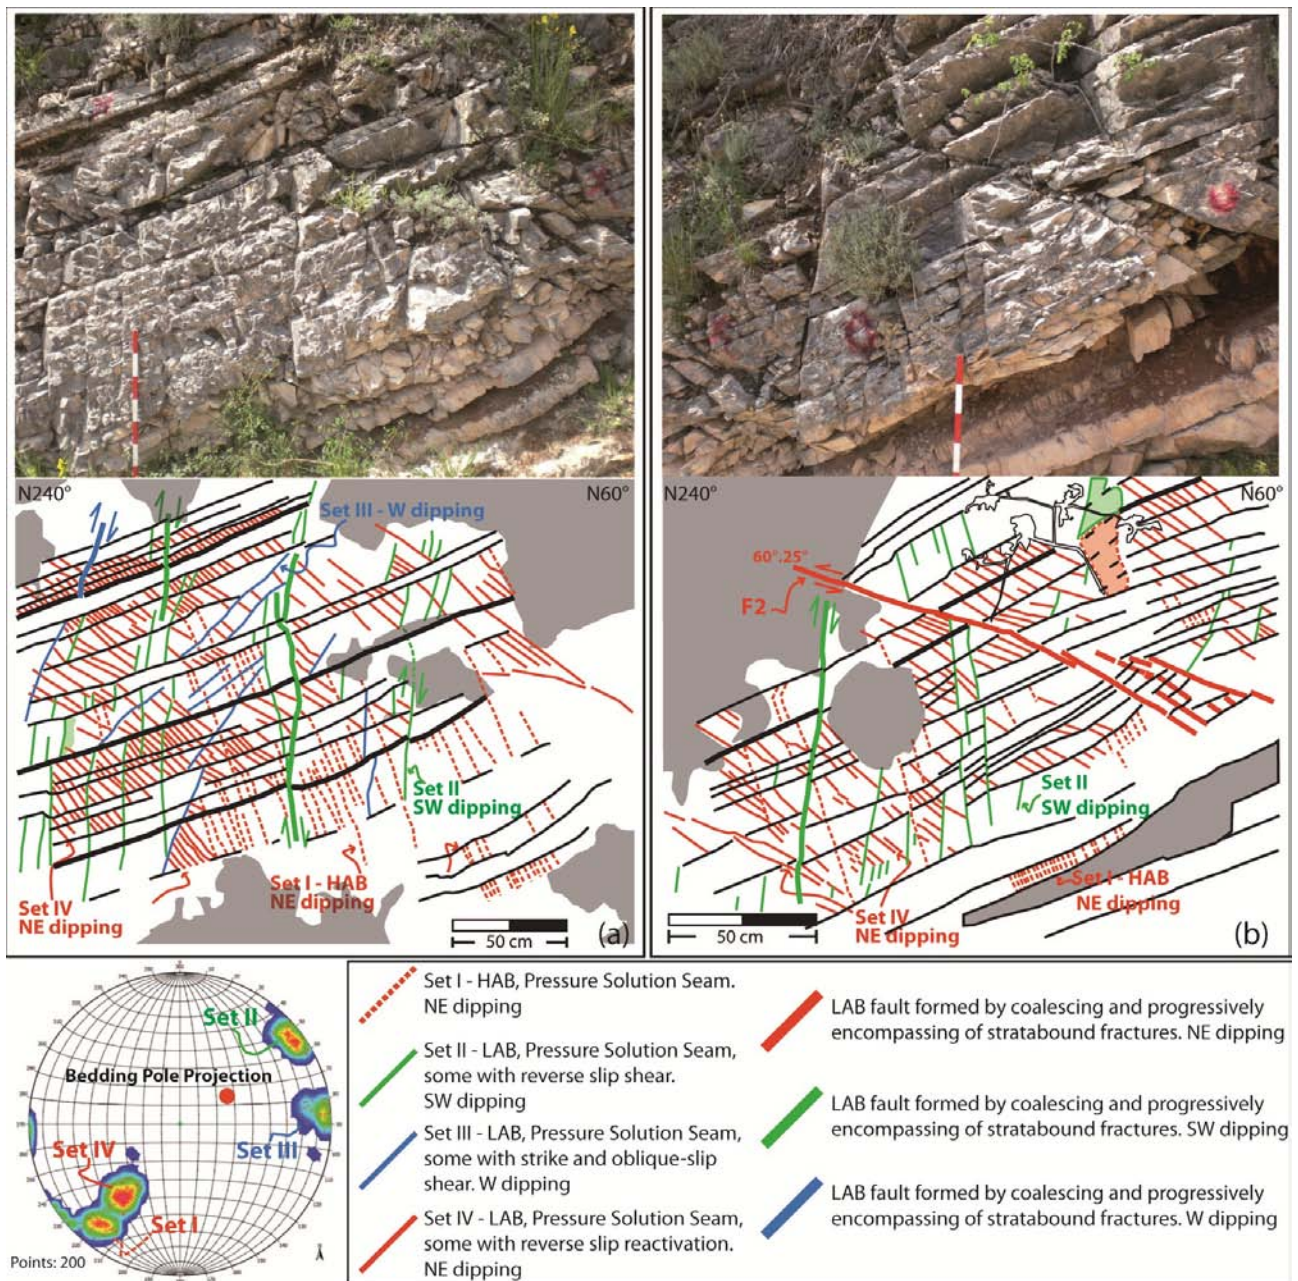 N240°
N60°
Set III - W dipping
Set II
SW dipping
Set IV
NE dipping
Set I - HAB
NE dipping
50 cm
(a)
N240°
N60°
60°.25°
F2
Set II
SW dipping
Set I - HAB
NE dipping
Set IV
NE dipping
50 cm
(b)
Set II
Bedding Pole Projection
Set IV
Set III
Set I
Points: 200
Set I - HAB, Pressure Solution Seam.
NE dipping
Set II - LAB, Pressure Solution Seam,
some with reverse slip shear.
SW dipping
Set III - LAB, Pressure Solution Seam,
some with strike and oblique-slip
shear. W dipping
Set IV - LAB, Pressure Solution Seam,
some with reverse slip reactivation.
NE dipping
LAB fault formed by coalescing and progressively
encompassing of stratabound fractures. NE dipping
LAB fault formed by coalescing and progressively
encompassing of stratabound fractures. SW dipping
LAB fault formed by coalescing and progressively
encompassing of stratabound fractures. W dipping